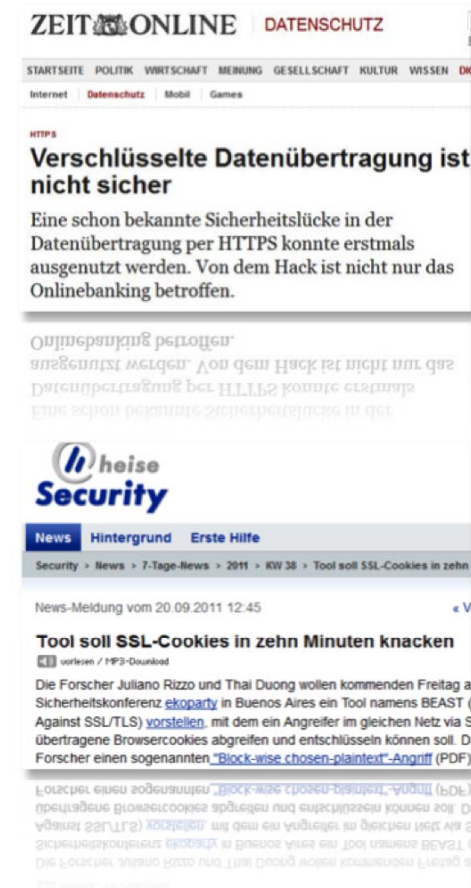 ZEIT ONLINE DATENSCHUTZ
STARTSEITE POLITIK WIRTSCHAFT MEINUNG GESELLSCHAFT KULTUR WISSEN
Internet Datenschutz Mobil Games
HTTPS
Verschlüsselte Datenübertragung ist
nicht sicher
Eine schon bekannte Sicherheitslücke in der
Datenübertragung per HTTPS konnte erstmals
ausgenutzt werden. Von dem Hack ist nicht nur das
Onlinebanking betroffen.
heise
Security
News Hintergrund Erste Hilfe
Security > News > 7-Tage-News > 2011 > KW 38 > Tool soll SSL-Cookies in zehn
News-Meldung vom 20.09.2011 12:45 « V
Tool soll SSL-Cookies in zehn Minuten knacken
vorlesen / MP3-Download
Die Forscher Juliano Rizzo und Thai Duong wollen kommenden Freitag a
Sicherheitskonferenz ekoparty in Buenos Aires ein Tool namens BEAST (
Against SSL/TLS) vorstellen, mit dem ein Angreifer im gleichen Netz via S
übertragene Browsercookies abgreifen und entschlüsseln können soll. D
Forscher einen sogenannten "Block-wise chosen-plaintext"-Angriff (PDF)